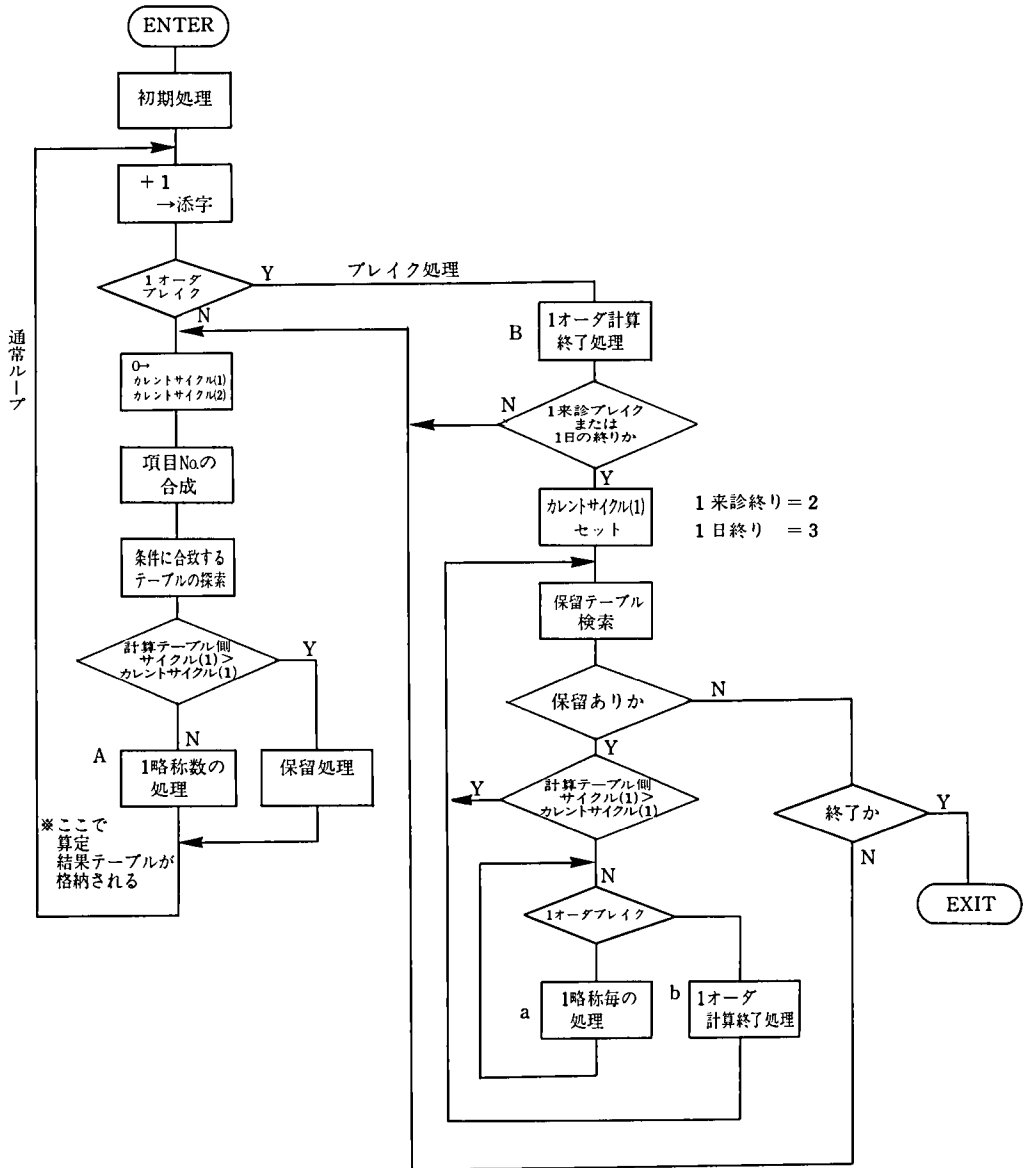 ENTER
初期処理
+1
→添字
1オーダ
ブレイク
Y
ブレイク処理
N
通常ループ
0→
カレントサイクル(1)
カレントサイクル(2)
項目No.の
合成
条件に合致する
テーブルの探索
計算テーブル側
サイクル(1)>
カレントサイクル(1)
Y
N
A
1略称数の
処理
保留処理
※ここで
算定
結果テーブルが
格納される
B
1オーダ計算
終了処理
N
1来診ブレイク
または
1日の終りか
Y
カレントサイクル(1)
セット
1来診終り=2
1日終り =3
保留テーブル
検索
保留ありか
N
Y
Y
計算テーブル側
サイクル(1)>
カレントサイクル(1)
N
1オーダブレイク
a
1略称毎の
処理
b
1オーダ
計算終了処理
終了か
Y
N
EXIT